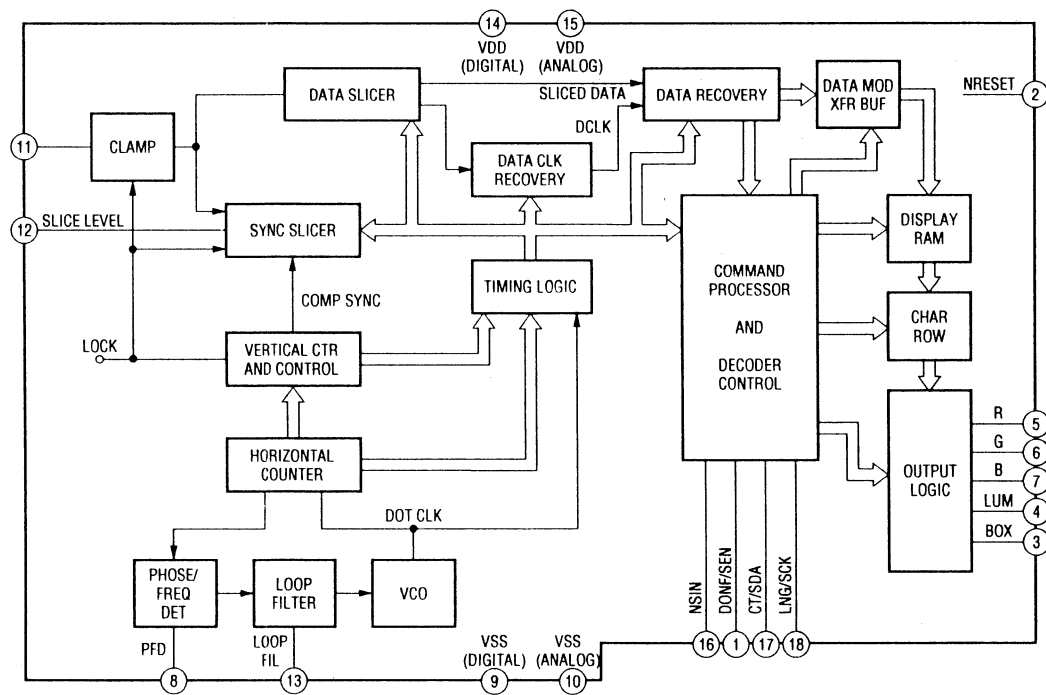 14
15
VDD
(DIGITAL)
VDD
(ANALOG)
DATA SLICER
SLICED DATA
DCLK
DATA RECOVERY
DATA MOD
XFR BUF
NRESET
2
11
CLAMP
DATA CLK
RECOVERY
12
SLICE LEVEL
SYNC SLICER
DISPLAY
RAM
TIMING LOGIC
COMMAND
PROCESSOR
AND
DECODER
CONTROL
COMP SYNC
CHAR
ROW
LOCK
VERTICAL CTR
AND CONTROL
HORIZONTAL
COUNTER
OUTPUT
LOGIC
R
5
G
6
B
7
LUM
4
BOX
3
DOT CLK
PHOSE/
FREQ
DET
LOOP
FILTER
VCO
NSIN
DONF/SEN
CT/SDA
LNG/SCK
PFD
LOOP
FIL
VSS
(DIGITAL)
VSS
(ANALOG)
8
13
9
10
16
1
17
18